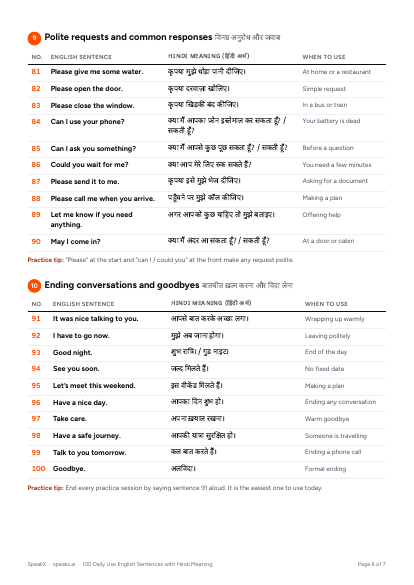 9 Polite requests and common responses विनम्र अनुरोध और जवाब
NO. ENGLISH SENTENCE HINDI MEANING (हिंदी अर्थ) WHEN TO USE
81 Please give me some water. कृपया मुझे थोड़ा पानी दीजिए। At home or a restaurant
82 Please open the door. कृपया दरवाज़ा खोलिए। Simple request
83 Please close the window. कृपया खिड़की बंद कीजिए। In a bus or train
84 Can I use your phone? क्या मैं आपका फ़ोन इस्तेमाल कर सकता हूँ? / Your battery is dead
सकती हूँ?
85 Can I ask you something? क्या मैं आपसे कुछ पूछ सकता हूँ? / सकती हूँ? Before a question
86 Could you wait for me? क्या आप मेरे लिए रुक सकते हैं? You need a few minutes
87 Please send it to me. कृपया इसे मुझे भेज दीजिए। Asking for a document
88 Please call me when you arrive. पहुँचने पर मुझे कॉल कीजिए। Making a plan
89 Let me know if you need अगर आपको कुछ चाहिए तो मुझे बताइए। Offering help
anything.
90 May I come in? क्या मैं अंदर आ सकता हूँ? / सकती हूँ? At a door or cabin
Practice tip: "Please" at the start and "can I / could you" at the front make any request polite.
10 Ending conversations and goodbyes बातचीत ख़त्म करना और विदा लेना
NO. ENGLISH SENTENCE HINDI MEANING (हिंदी अर्थ) WHEN TO USE
91 It was nice talking to you. आपसे बात करके अच्छा लगा। Wrapping up warmly
92 I have to go now. मुझे अब जाना होगा। Leaving politely
93 Good night. शुभ रात्रि। / गुड नाइट। End of the day
94 See you soon. जल्द मिलते हैं। No fixed date
95 Let's meet this weekend. इस वीकेंड मिलते हैं। Making a plan
96 Have a nice day. आपका दिन शुभ हो। Ending any conversation
97 Take care. अपना ख़याल रखना। Warm goodbye
98 Have a safe journey. आपकी यात्रा सुरक्षित हो। Someone is travelling
99 Talk to you tomorrow. कल बात करते हैं। Ending a phone call
100 Goodbye. अलविदा। Formal ending
Practice tip: End every practice session by saying sentence 91 aloud. It is the easiest one to use today.
SpeakX · speakx.ai · 100 Daily Use English Sentences with Hindi Meaning Page 6 of 7